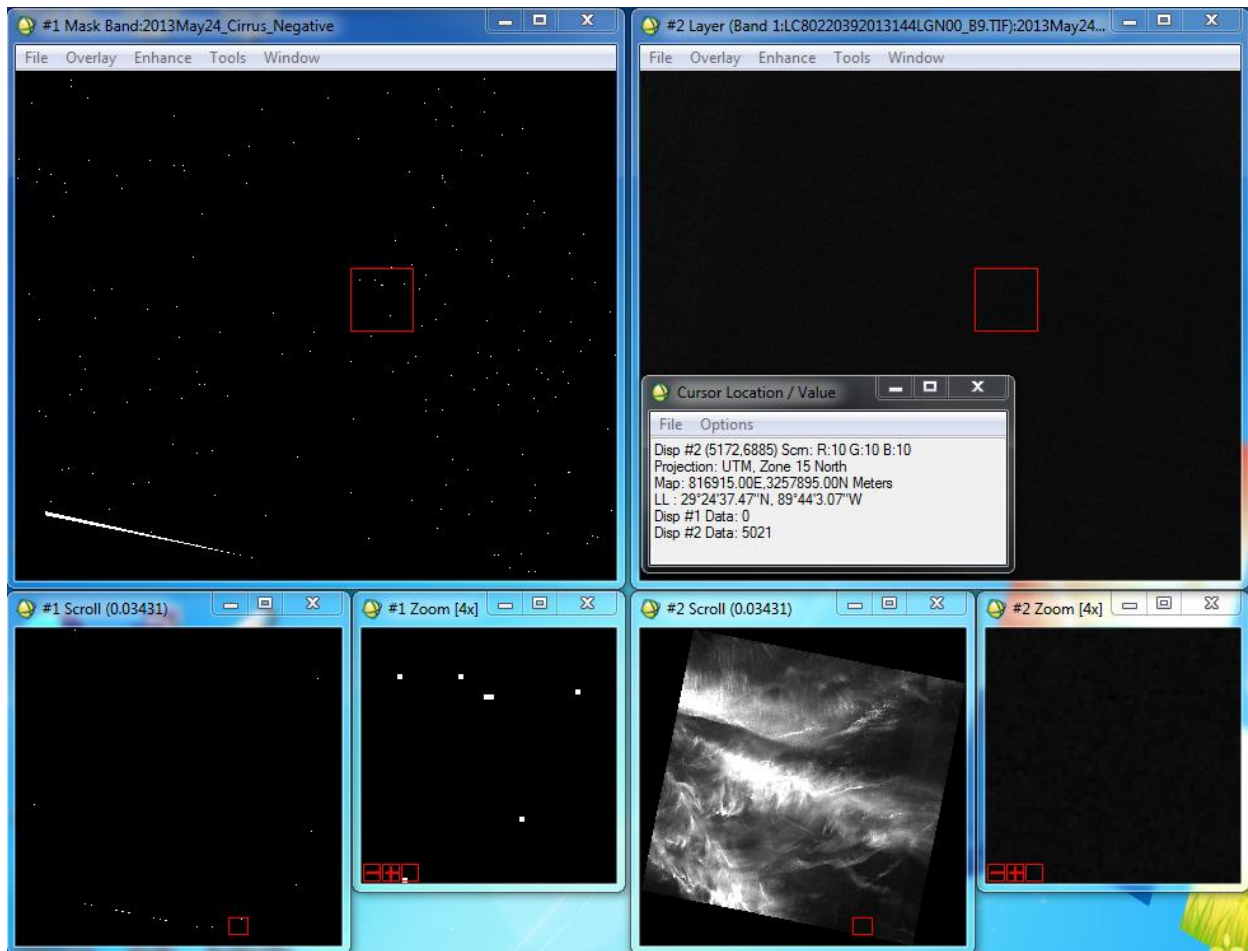 #1 Mask Band:2013May24_Cirrus_Negative
File Overlay Enhance Tools Window
#2 Layer (Band 1:LC80220392013144LGN00_B9.TIF):2013May24...
File Overlay Enhance Tools Window
Cursor Location / Value
File Options
Disp #2 (5172,6885) Scrn: R:10 G:10 B:10
Projection: UTM, Zone 15 North
Map: 816915.00E,3257895.00N Meters
LL : 29°24'37.47"N, 89°44'3.07"W
Disp #1 Data: 0
Disp #2 Data: 5021
#1 Scroll (0.03431)
#1 Zoom [4x]
#2 Scroll (0.03431)
#2 Zoom [4x]